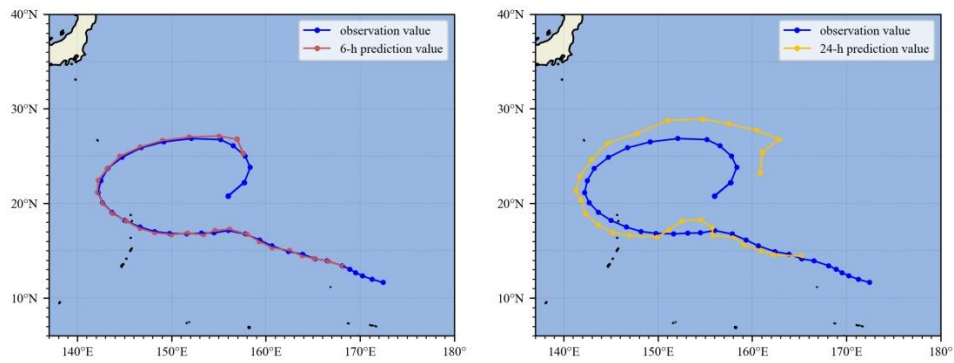 40°N
30°N
20°N
10°N
140°E
150°E
160°E
170°E
180°
observation value
6-h prediction value
40°N
30°N
20°N
10°N
140°E
150°E
160°E
170°E
180°
observation value
24-h prediction value